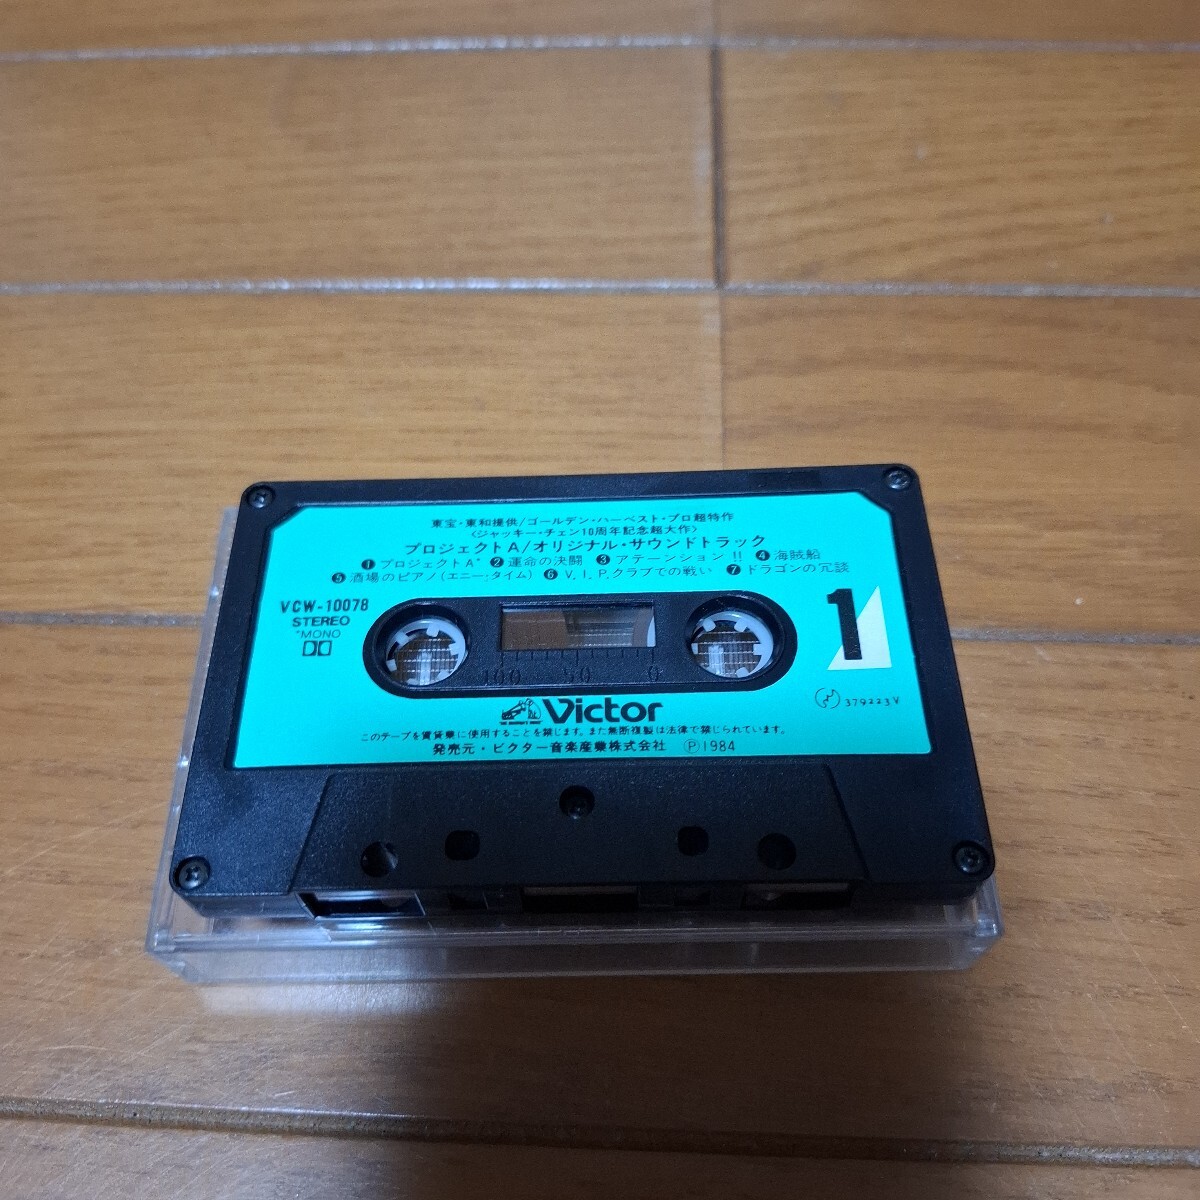 東宝・東和提供/ゴールデン・ハーベスト・プロ超特作
〈ジャッキー・チェン10周年記念超大作〉
プロジェクトA/オリジナル・サウンドトラック
❶ プロジェクトA* ❷ 運命の決闘 ❸ アテーンション!! ❹ 海賊船
❺ 酒場のピアノ(エニー・タイム) ❻ V.I.P.クラブでの戦い ❼ ドラゴンの冗談
VCW-10078
STEREO
*MONO
1
100 50 0
379223 V
Victor
このテープを賃貸業に使用することを禁じます。また無断複製は法律で禁じられています。
発売元・ビクター音楽産業株式会社 Ⓟ1984